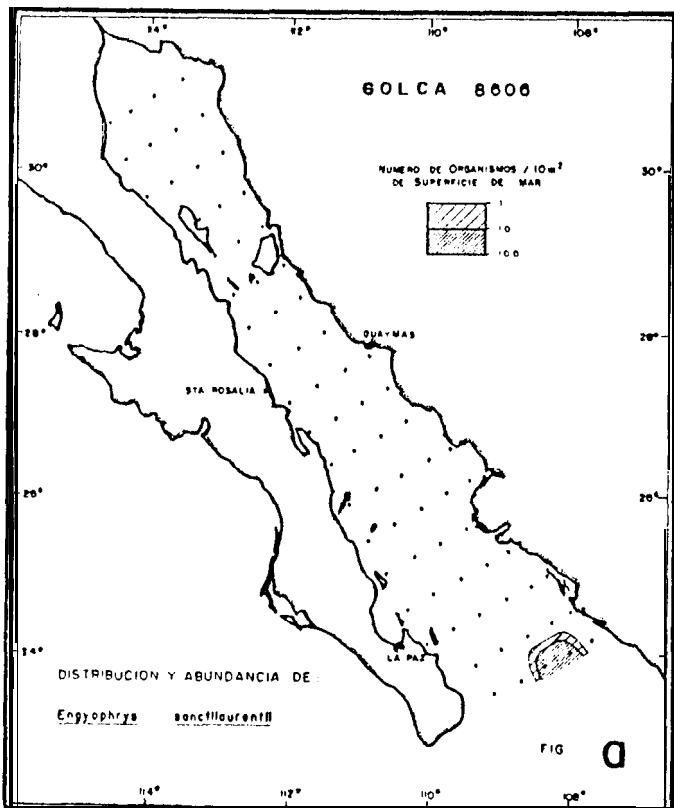 114° 112° 110° 108°
GOLCA 8606
NUMERO DE ORGANISMOS / 10 m²
DE SUPERFICIE DE MAR
1
10
100
30° 30°
GUAYMAS
28° 28°
STA ROSALIA
26° 26°
LA PAZ
24° 24°
DISTRIBUCION Y ABUNDANCIA DE:
Engyophrys sanctilaurentii
FIG a
114° 112° 110° 108°